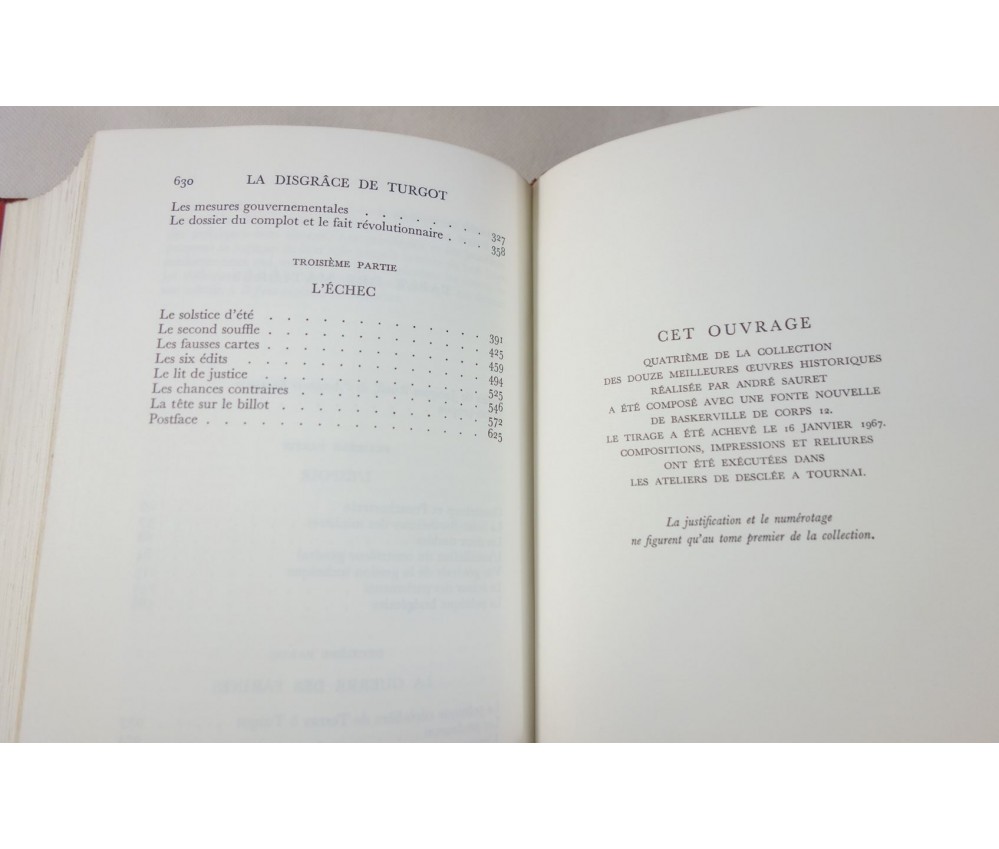 630 LA DISGRÂCE DE TURGOT
Les mesures gouvernementales . . . . . . . 327
Le dossier du complot et le fait révolutionnaire . . . 358
TROISIÈME PARTIE
L'ÉCHEC
Le solstice d'été . . . . . . . . . . . . 391
Le second souffle . . . . . . . . . . . . 425
Les fausses cartes . . . . . . . . . . . . 459
Les six édits . . . . . . . . . . . . . 494
Le lit de justice . . . . . . . . . . . . 525
Les chances contraires . . . . . . . . . . 546
La tête sur le billot . . . . . . . . . . . 572
Postface . . . . . . . . . . . . . . . 625
CET OUVRAGE
QUATRIÈME DE LA COLLECTION
DES DOUZE MEILLEURES ŒUVRES HISTORIQUES
RÉALISÉE PAR ANDRÉ SAURET
A ÉTÉ COMPOSÉ AVEC UNE FONTE NOUVELLE
DE BASKERVILLE DE CORPS 12.
LE TIRAGE A ÉTÉ ACHEVÉ LE 16 JANVIER 1967.
COMPOSITIONS, IMPRESSIONS ET RELIURES
ONT ÉTÉ EXÉCUTÉES DANS
LES ATELIERS DE DESCLÉE A TOURNAI.
La justification et le numérotage
ne figurent qu'au tome premier de la collection.